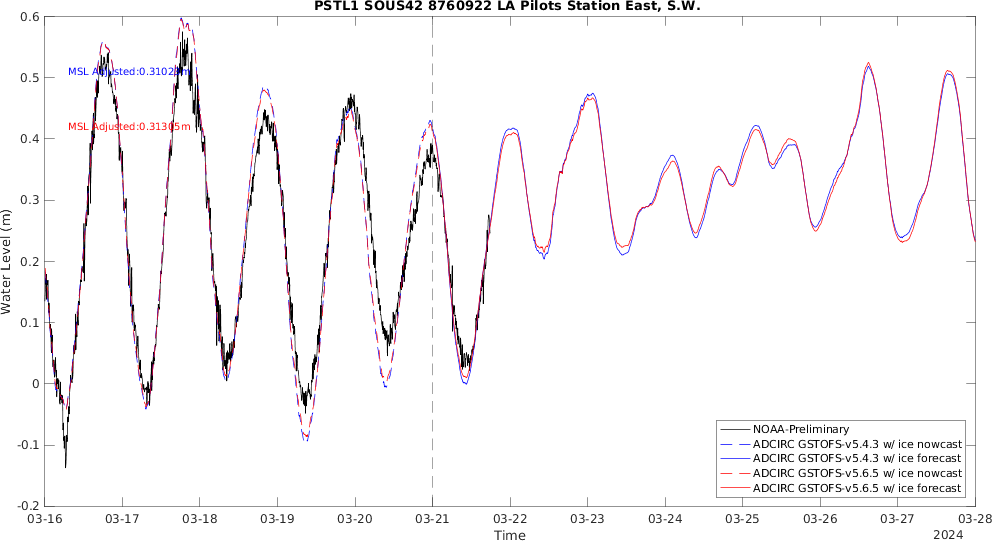 PSTL1 SOUS42 8760922 LA Pilots Station East, S.W.
0.6
0.5
0.4
0.3
0.2
0.1
0
-0.1
-0.2
Water Level (m)
MSL Adjusted:
MSL Adjusted:0.31305m
NOAA-Preliminary
ADCIRC GSTOFS-v5.4.3 w/ ice nowcast
ADCIRC GSTOFS-v5.4.3 w/ ice forecast
ADCIRC GSTOFS-v5.6.5 w/ ice nowcast
ADCIRC GSTOFS-v5.6.5 w/ ice forecast
03-16 03-17 03-18 03-19 03-20 03-21 03-22 03-23 03-24 03-25 03-26 03-27 03-28
Time
2024